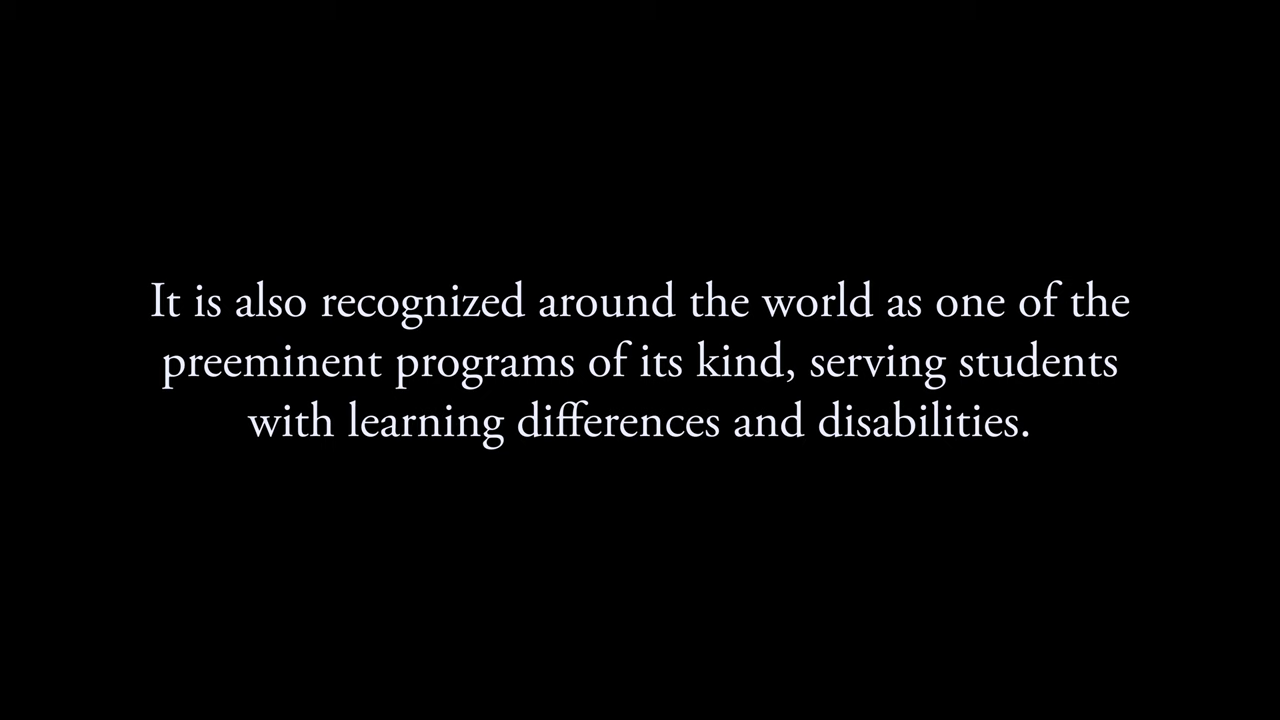 It is also recognized around the world as one of the
preeminent programs of its kind, serving students
with learning differences and disabilities.